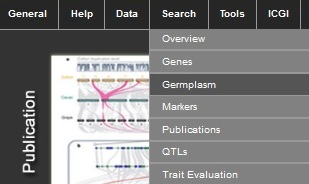 General Help Data Search Tools ICGI
Overview
Genes
Germplasm
Markers
Publications
QTLs
Trait Evaluation
Publication